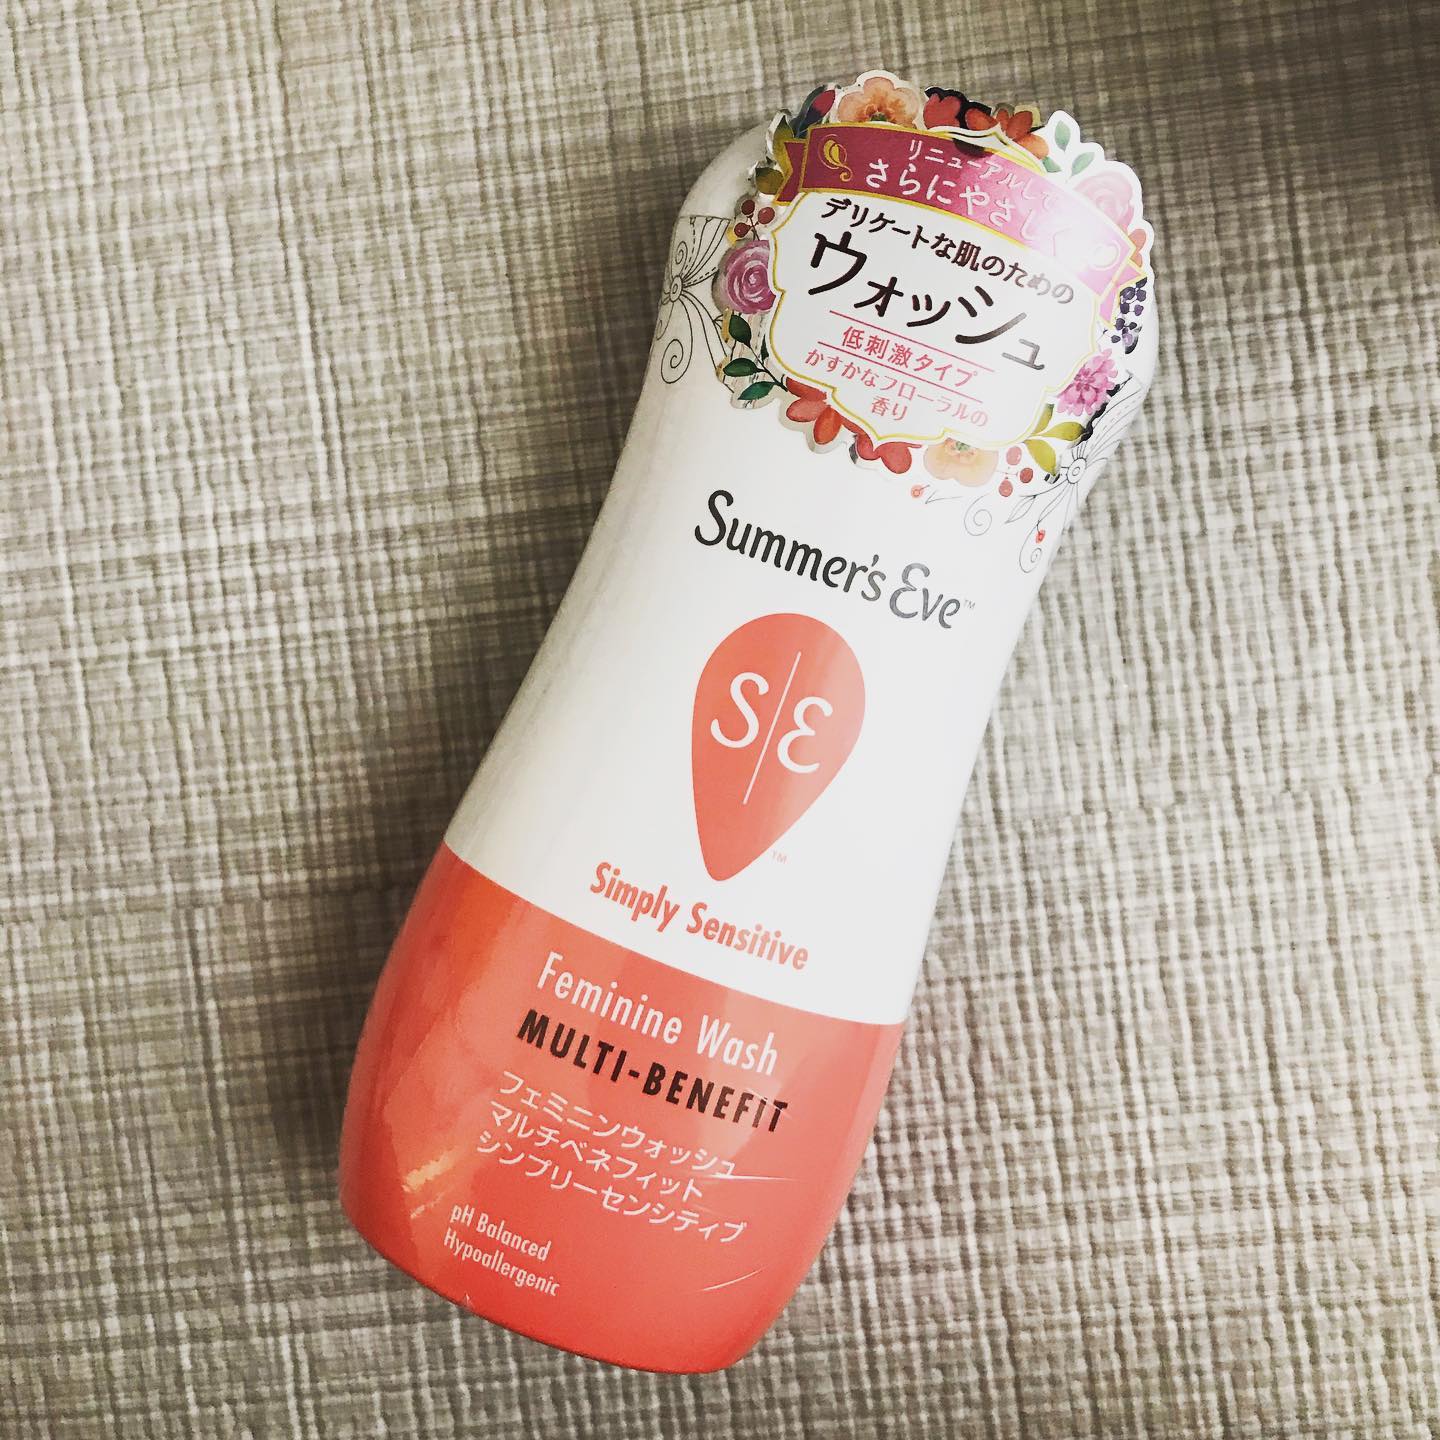 リニューアルして
さらにやさしく
デリケートな肌のための
ウォッシュ
低刺激タイプ
かすかなフローラルの
香り
Summer's Eve™
S E
™
Simply Sensitive
Feminine Wash
MULTI-BENEFIT
フェミニンウォッシュ
マルチベネフィット
シンプリーセンシティブ
pH Balanced
Hypoallergenic